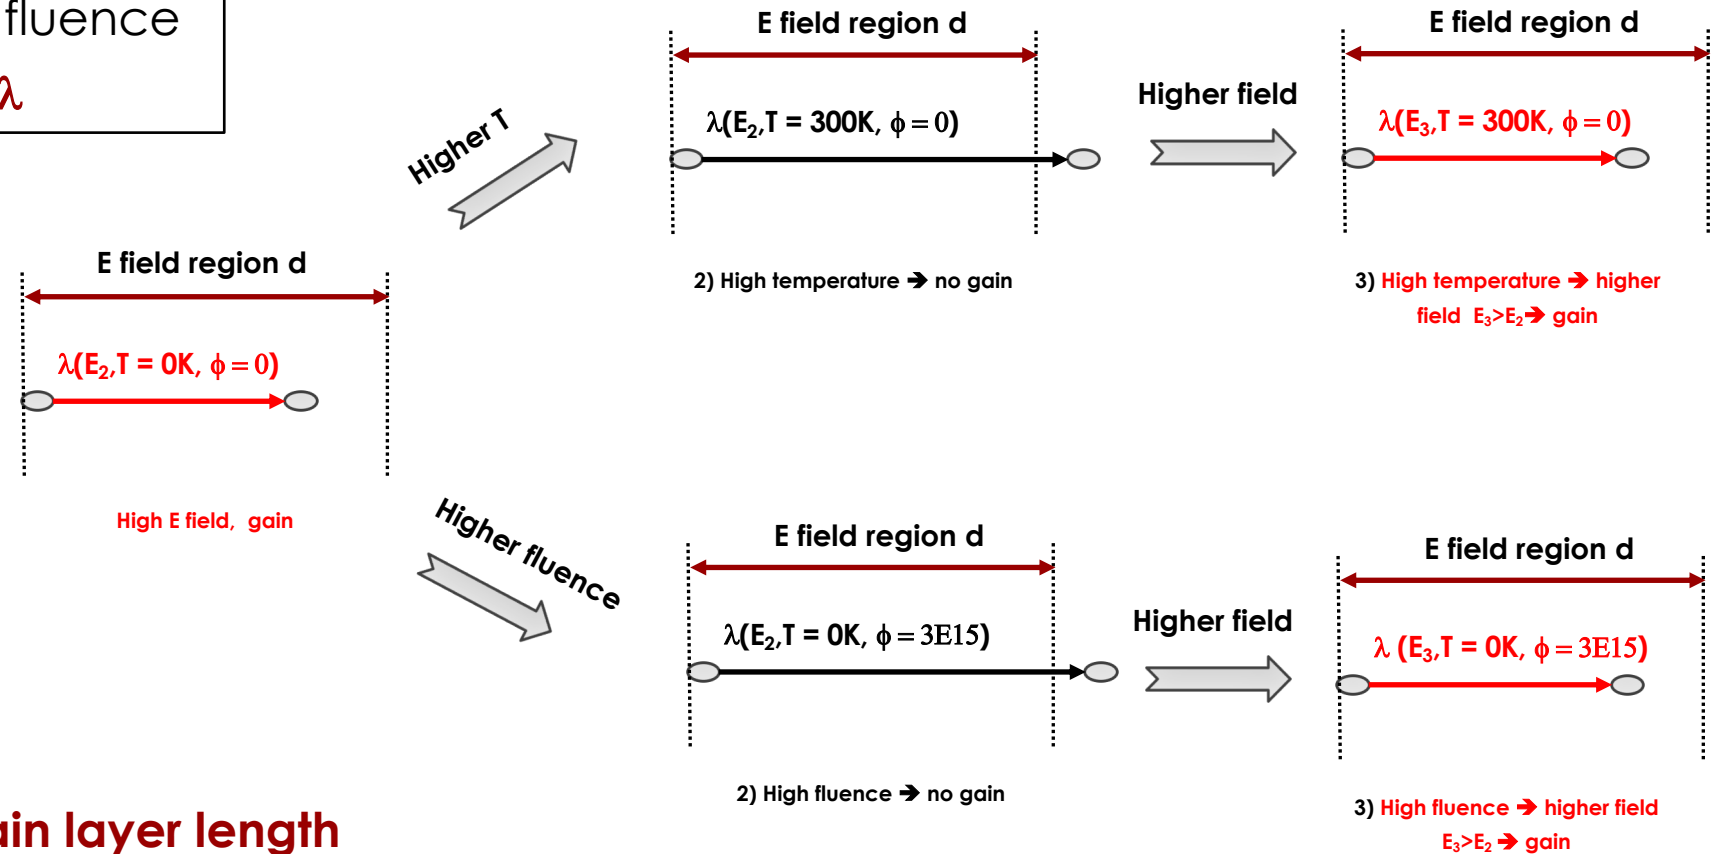 fluence
λ
E field region d
E field region d
Higher T
λ(E₂,T = 300K, ϕ = 0)
Higher field
λ(E₃,T = 300K, ϕ = 0)
2) High temperature ➔ no gain
3) High temperature ➔ higher
field E₃>E₂➔ gain
E field region d
λ(E₂,T = 0K, ϕ = 0)
High E field, gain
Higher fluence
E field region d
E field region d
λ(E₂,T = 0K, ϕ = 3E15)
Higher field
λ (E₃,T = 0K, ϕ = 3E15)
2) High fluence ➔ no gain
3) High fluence ➔ higher field
E₃>E₂ ➔ gain
ain layer length